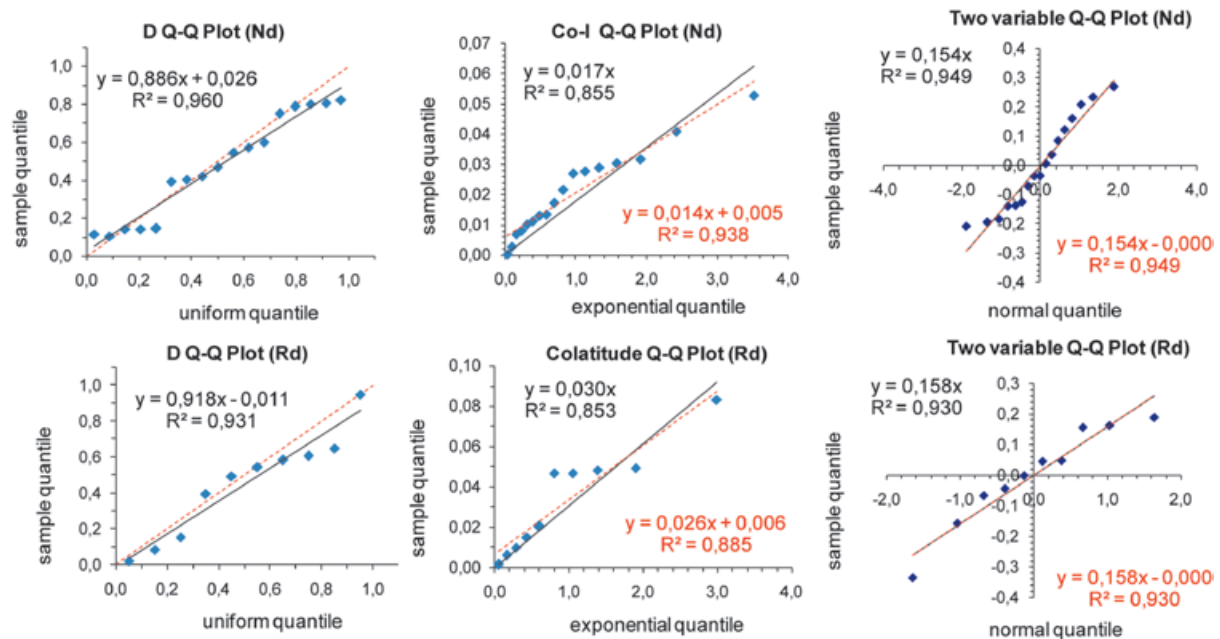 D Q-Q Plot (Nd)
y = 0,886x + 0,026
R² = 0,960
sample quantile
1,0
0,8
0,6
0,4
0,2
0,0
0,0 0,2 0,4 0,6 0,8 1,0
uniform quantile
Co-I Q-Q Plot (Nd)
y = 0,017x
R² = 0,855
sample quantile
0,07
0,06
0,05
0,04
0,03
0,02
0,01
0,00
y = 0,014x + 0,005
R² = 0,938
0,0 1,0 2,0 3,0 4,0
exponential quantile
Two variable Q-Q Plot (Nd)
y = 0,154x
R² = 0,949
sample quantile
0,4
0,3
0,2
0,1
0,0
-0,1
-0,2
-0,3
-0,4
-4,0 -2,0 0,0 2,0 4,0
y = 0,154x - 0,000
R² = 0,949
normal quantile
D Q-Q Plot (Rd)
y = 0,918x - 0,011
R² = 0,931
sample quantile
1,0
0,8
0,6
0,4
0,2
0,0
0,0 0,2 0,4 0,6 0,8 1,0
uniform quantile
Colatitude Q-Q Plot (Rd)
y = 0,030x
R² = 0,853
sample quantile
0,10
0,08
0,06
0,04
0,02
0,00
y = 0,026x + 0,006
R² = 0,885
0,0 1,0 2,0 3,0 4,0
exponential quantile
Two variable Q-Q Plot (Rd)
y = 0,158x
R² = 0,930
sample quantile
0,3
0,2
0,1
0,0
-0,1
-0,2
-0,3
-0,4
-2,0 -1,0 0,0 1,0 2,0
y = 0,158x - 0,000
R² = 0,930
normal quantile